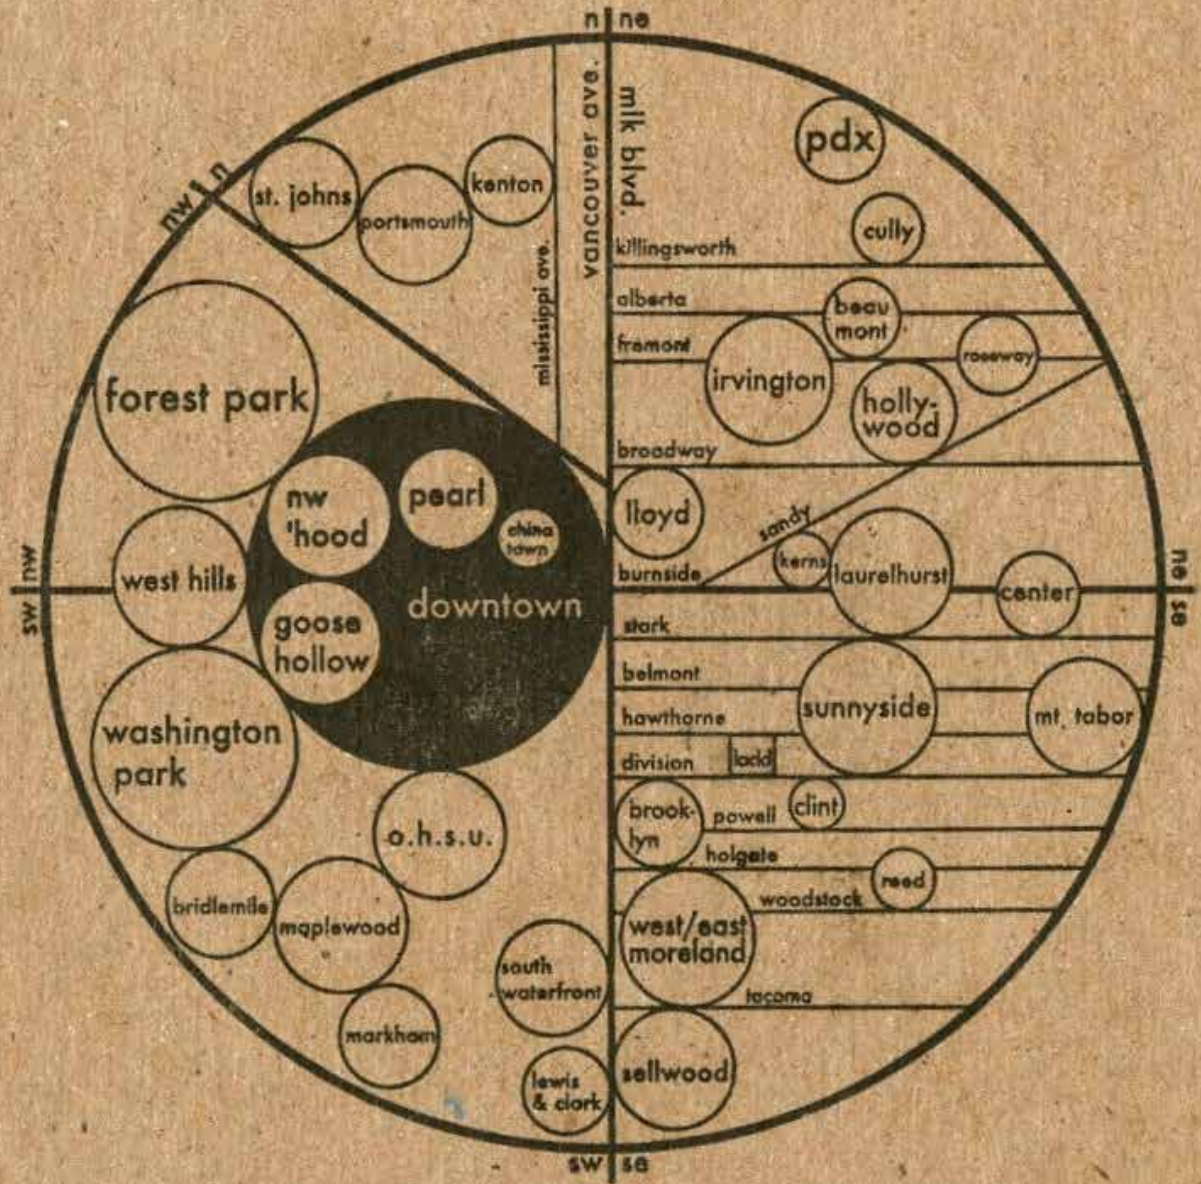 n
ne
vancouver ave.
mlk blvd.
mississippi ave.
nw
n
st. johns
portsmouth
kenton
pdx
cully
killingsworth
alberta
beau
mont
fremont
roseway
irvington
holly-
wood
forest park
broadway
nw
'hood
pearl
china
town
lloyd
sandy
kerns
laurelhurst
burnside
center
west hills
nw
sw
ne
se
downtown
goose
hollow
stark
belmont
sunnyside
mt. tabor
hawthorne
washington
park
division
ladd
brook-
lyn
powell
clint
o.h.s.u.
holgate
reed
woodstock
bridlemile
maplewood
west/east
moreland
south
waterfront
tacoma
markham
lewis
& clark
sellwood
sw
se